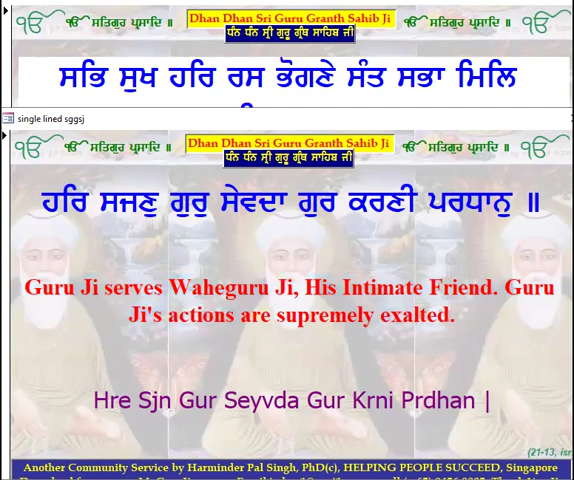 ੴ ੴ ਸਤਿਗੁਰ ਪ੍ਰਸਾਦਿ ॥ Dhan Dhan Sri Guru Granth Sahib Ji ੴ ਸਤਿਗੁਰ ਪ੍ਰਸਾਦਿ ॥ ੴ
ਧੰਨ ਧੰਨ ਸ੍ਰੀ ਗੁਰੂ ਗ੍ਰੰਥ ਸਾਹਿਬ ਜੀ
ਸਭਿ ਸੁਖ ਹਰਿ ਰਸ ਭੋਗਣੇ ਸੰਤ ਸਭਾ ਮਿਲਿ
single lined sggsj
ੴ ੴ ਸਤਿਗੁਰ ਪ੍ਰਸਾਦਿ ॥ Dhan Dhan Sri Guru Granth Sahib Ji ੴ ਸਤਿਗੁਰ ਪ੍ਰਸਾਦਿ ॥ ੴ
ਧੰਨ ਧੰਨ ਸ੍ਰੀ ਗੁਰੂ ਗ੍ਰੰਥ ਸਾਹਿਬ ਜੀ
ਹਰਿ ਸਜਣੁ ਗੁਰੁ ਸੇਵਦਾ ਗੁਰ ਕਰਣੀ ਪਰਧਾਨੁ ॥
Guru Ji serves Waheguru Ji, His Intimate Friend. Guru
Ji's actions are supremely exalted.
Hre Sjn Gur Seyvda Gur Krni Prdhan |
(21-13, isr
Another Community Service by Harminder Pal Singh, PhD(c), HELPING PEOPLE SUCCEED, Singapore